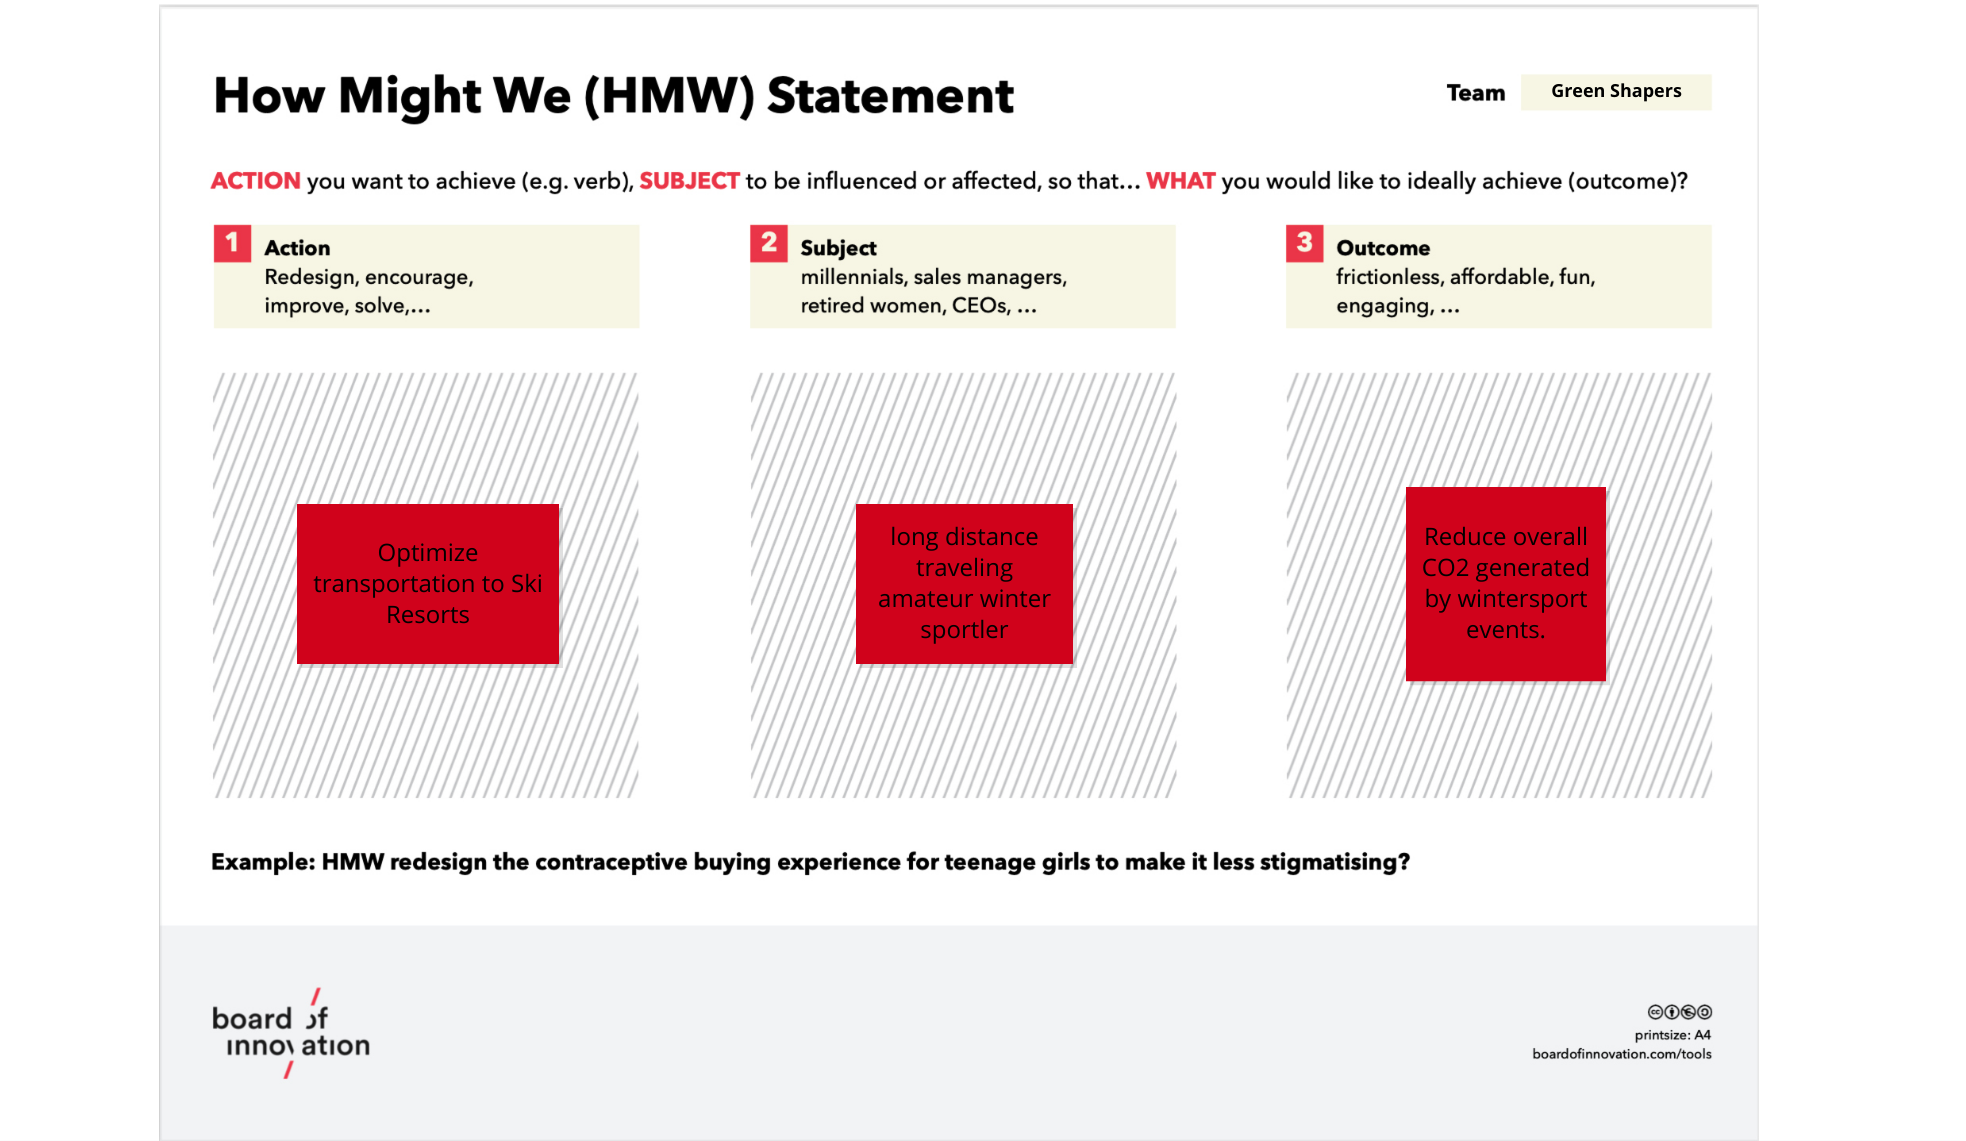 How Might We (HMW) Statement
Team
Green Shapers
ACTION you want to achieve (e.g. verb), SUBJECT to be influenced or affected, so that... WHAT you would like to ideally achieve (outcome)?
1
Action
Redesign, encourage,
improve, solve,...
2
Subject
millennials, sales managers,
retired women, CEOs, ...
3
Outcome
frictionless, affordable, fun,
engaging, ...
Optimize
transportation to Ski
Resorts
long distance
traveling
amateur winter
sportler
Reduce overall
CO2 generated
by wintersport
events.
Example: HMW redesign the contraceptive buying experience for teenage girls to make it less stigmatising?
board of
innovation
printsize: A4
boardofinnovation.com/tools